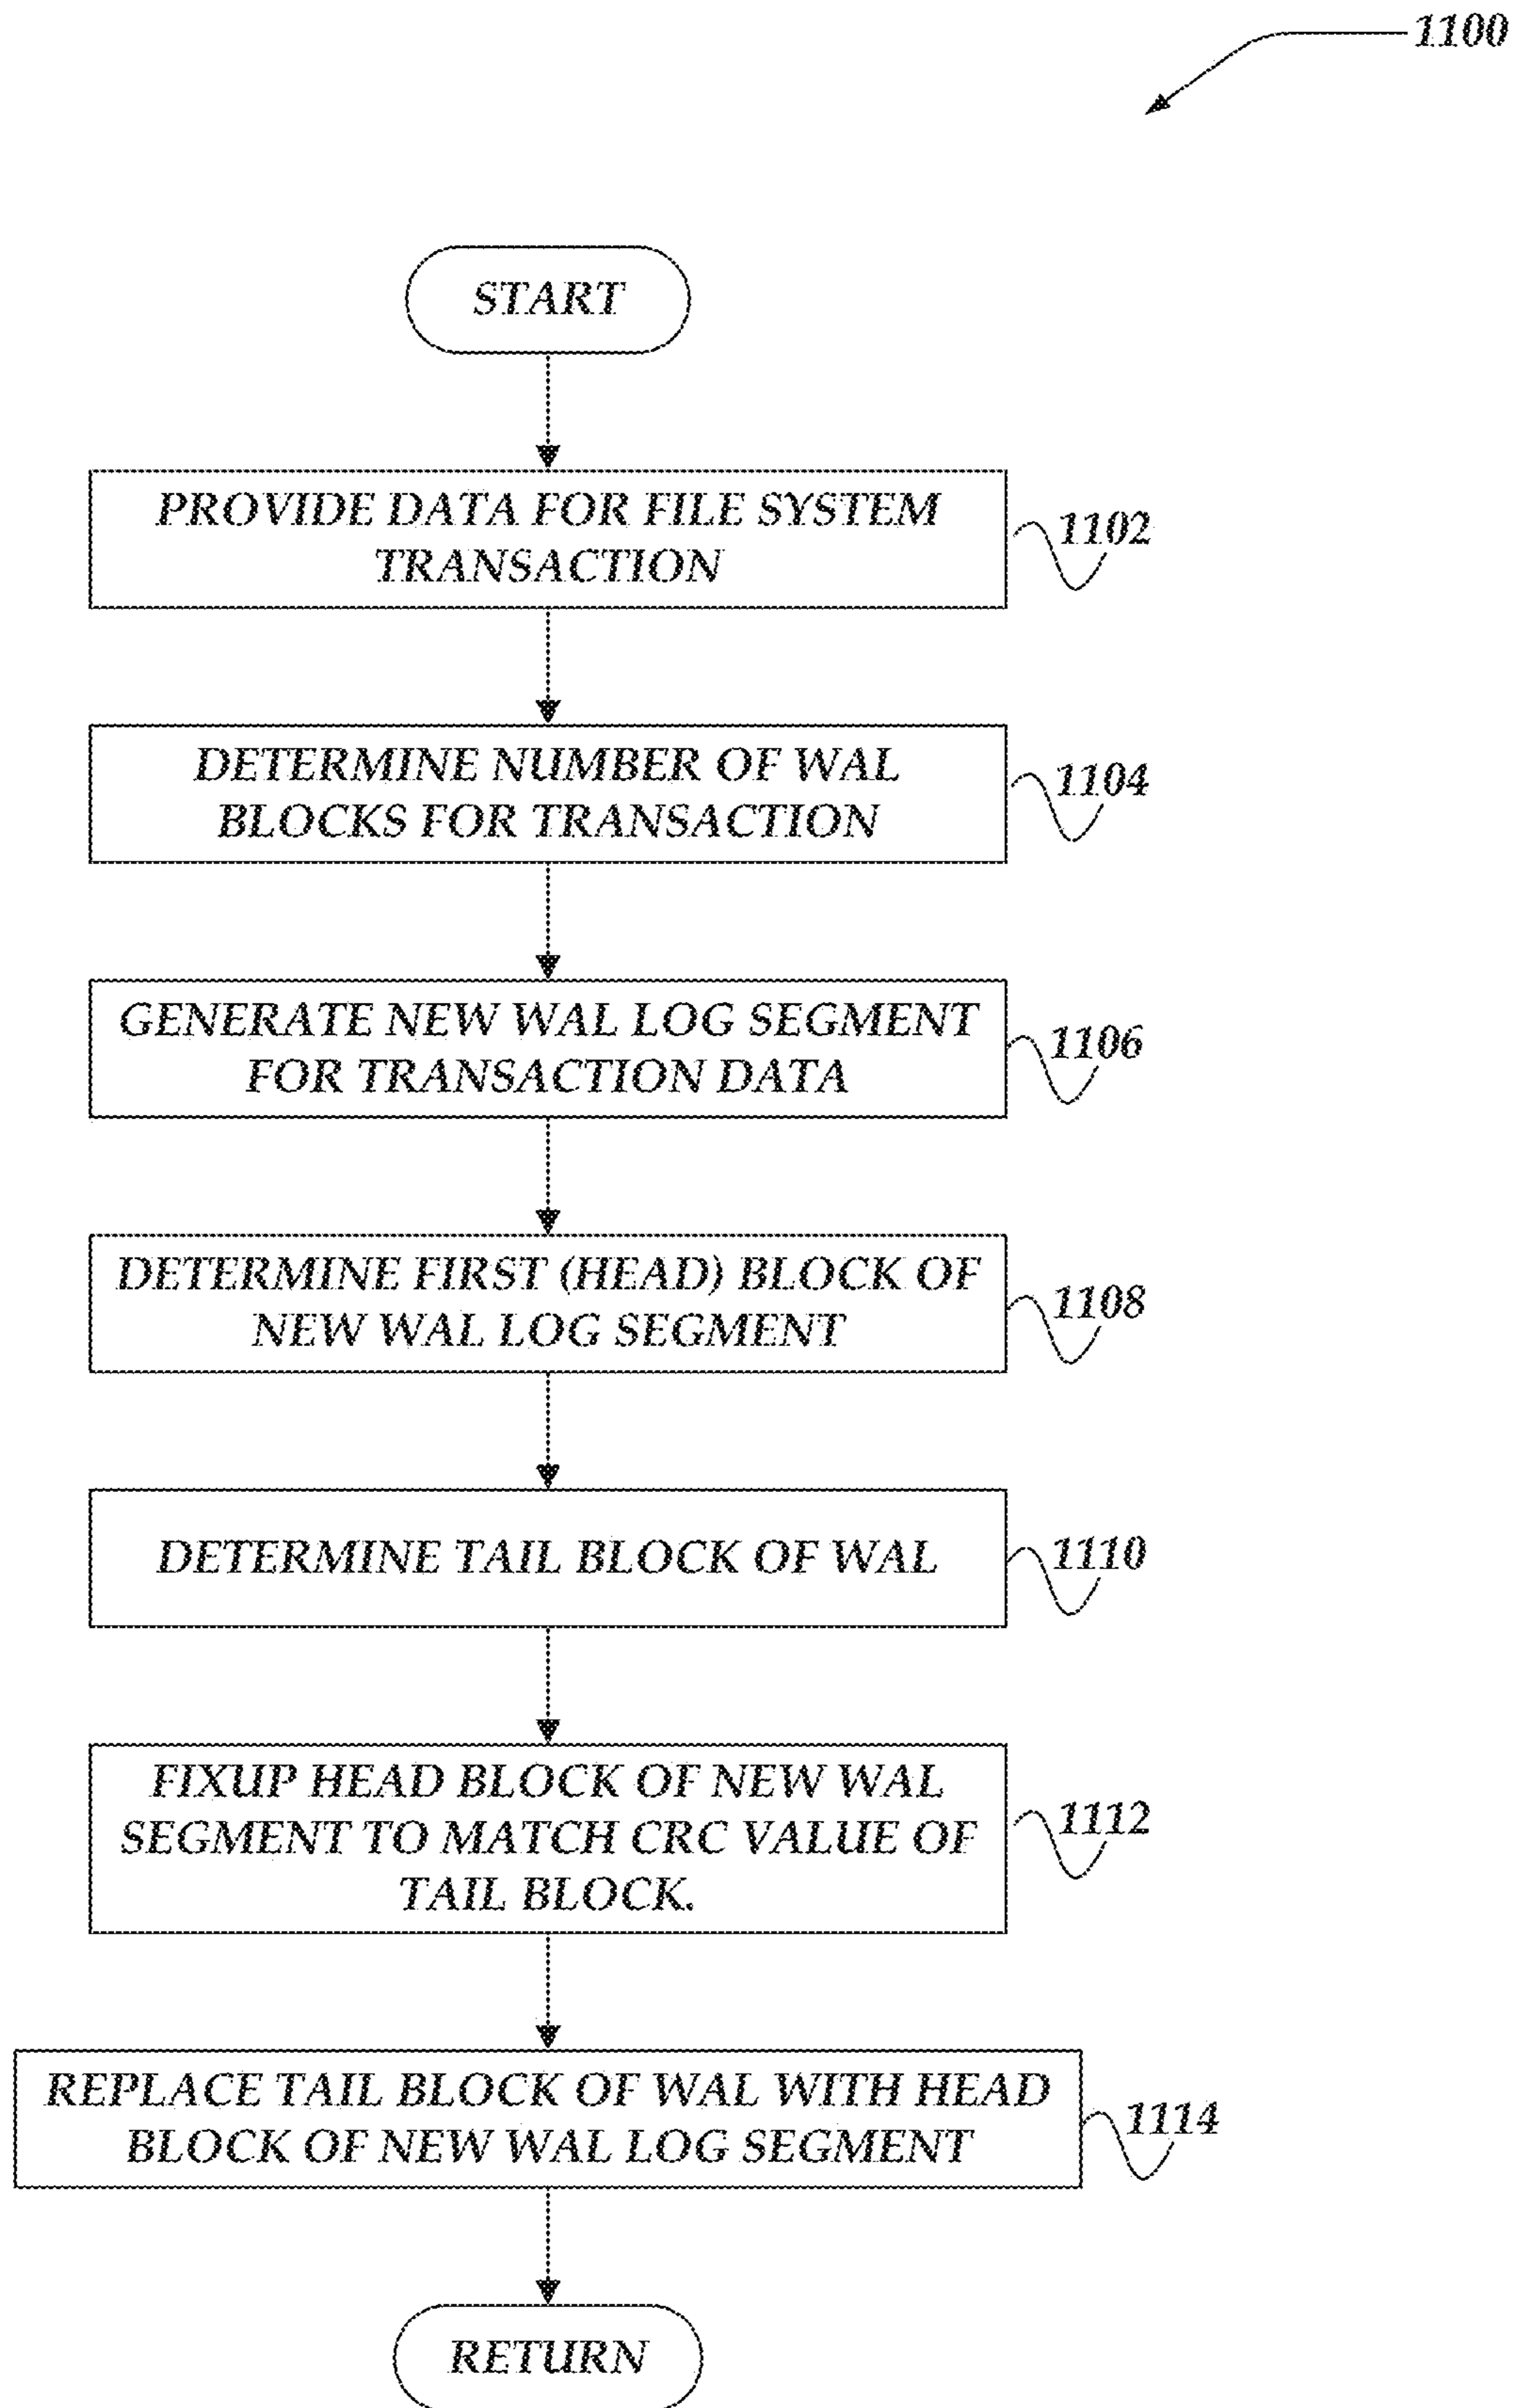 1100
START
PROVIDE DATA FOR FILE SYSTEM
TRANSACTION
1102
DETERMINE NUMBER OF WAL
BLOCKS FOR TRANSACTION
1104
GENERATE NEW WAL LOG SEGMENT
FOR TRANSACTION DATA
1106
DETERMINE FIRST (HEAD) BLOCK OF
NEW WAL LOG SEGMENT
1108
DETERMINE TAIL BLOCK OF WAL
1110
FIXUP HEAD BLOCK OF NEW WAL
SEGMENT TO MATCH CRC VALUE OF
TAIL BLOCK.
1112
REPLACE TAIL BLOCK OF WAL WITH HEAD
BLOCK OF NEW WAL LOG SEGMENT
1114
RETURN